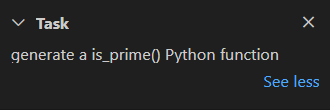 Task
generate a is_prime() Python function
See less